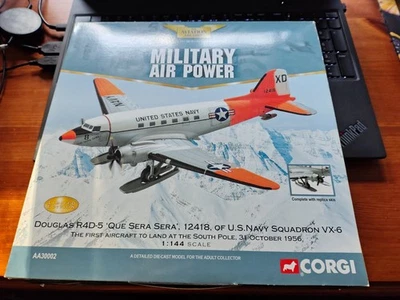 MILITARY
AIR POWER
XD
12418
UNITED STATES NAVY
Complete with replica skis
DOUGLAS R4D-5 'QUE SERA SERA', 12418, OF U.S. NAVY SQUADRON VX-6
THE FIRST AIRCRAFT TO LAND AT THE SOUTH POLE, 31 OCTOBER 1956,
1:144 SCALE
AA30002
A DETAILED DIE-CAST MODEL FOR THE ADULT COLLECTOR
CORGI
ThinkPad